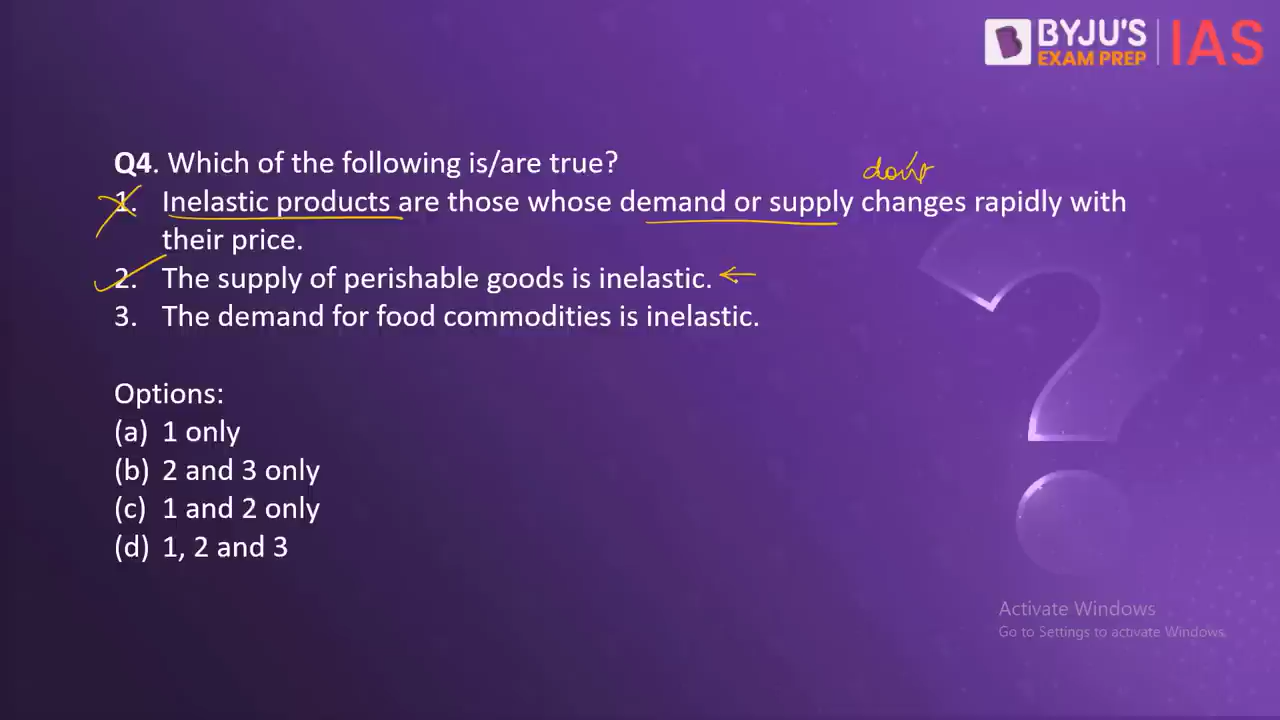 BYJU'S
EXAM PREP
IAS
Q4. Which of the following is/are true?
don't
1. Inelastic products are those whose demand or supply changes rapidly with
their price.
2. The supply of perishable goods is inelastic.
3. The demand for food commodities is inelastic.
Options:
(a) 1 only
(b) 2 and 3 only
(c) 1 and 2 only
(d) 1, 2 and 3
Activate Windows
Go to Settings to activate Windows.